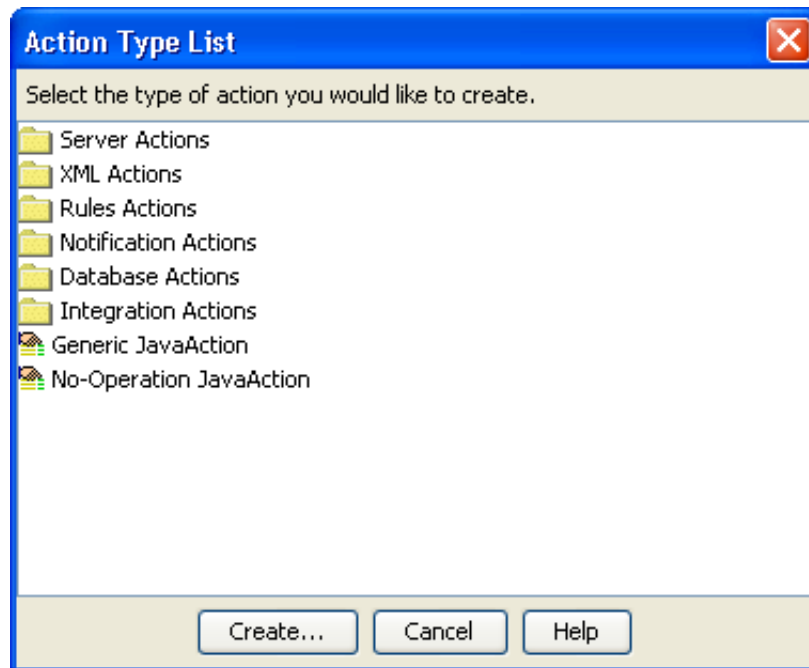 Action Type List
Select the type of action you would like to create.
Server Actions
XML Actions
Rules Actions
Notification Actions
Database Actions
Integration Actions
Generic JavaAction
No-Operation JavaAction
Create... Cancel Help